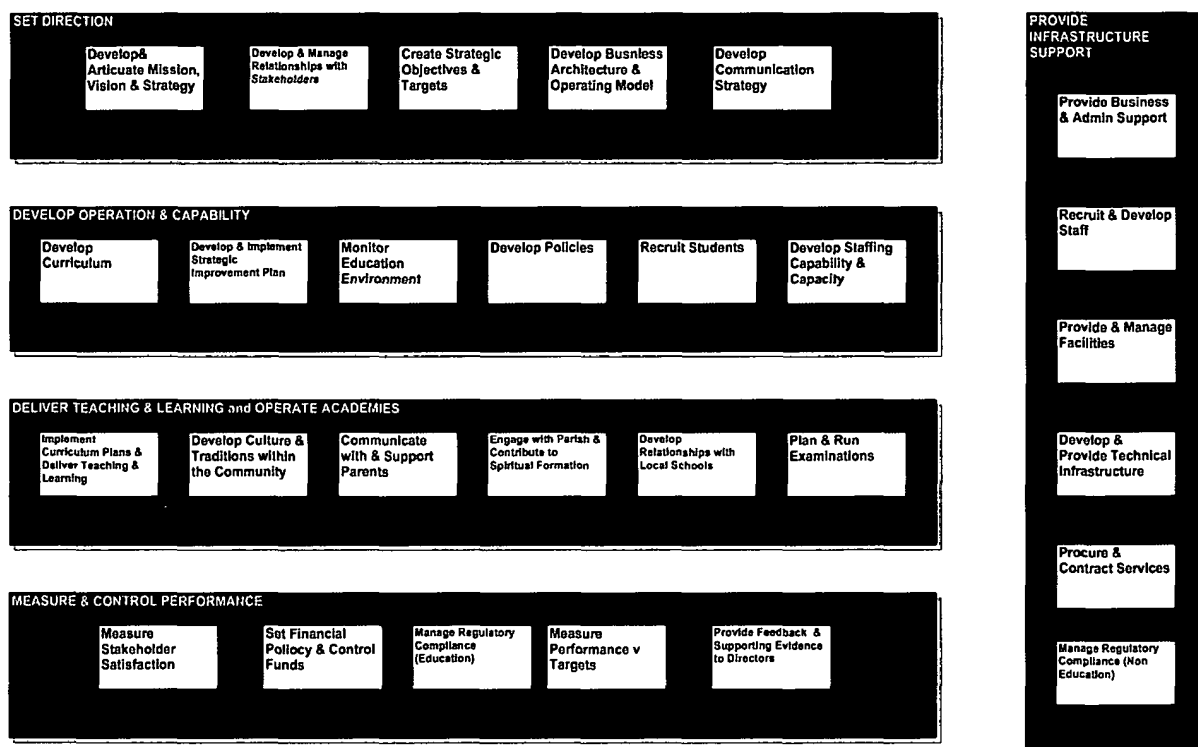 SET DIRECTION
Develop&
Articuate Mission,
Vision & Strategy
Develop & Manage
Relationships with
Stakeholders
Create Strategic
Objectives &
Targets
Develop Busniess
Architecture &
Operating Model
Develop
Communication
Strategy
DEVELOP OPERATION & CAPABILITY
Develop
Curriculum
Develop & Implement
Strategic
Improvement Plan
Monitor
Education
Environment
Develop Policies
Recruit Students
Develop Staffing
Capability &
Capacity
DELIVER TEACHING & LEARNING and OPERATE ACADEMIES
Implement
Curriculum Plans &
Deliver Teaching &
Learning
Develop Culture &
Traditions within
the Community
Communicate
with & Support
Parents
Engage with Parish &
Contribute to
Spiritual Formation
Develop
Relationships with
Local Schools
Plan & Run
Examinations
MEASURE & CONTROL PERFORMANCE
Measure
Stakeholder
Satisfaction
Set Financial
Poliocy & Control
Funds
Manage Regulatory
Compliance
(Education)
Measure
Performance v
Targets
Provide Feedback &
Supporting Evidence
to Directors
PROVIDE
INFRASTRUCTURE
SUPPORT
Provide Business
& Admin Support
Recruit & Develop
Staff
Provide & Manage
Facilities
Develop &
Provide Technical
Infrastructure
Procure &
Contract Services
Manage Regulatory
Compliance (Non
Education)